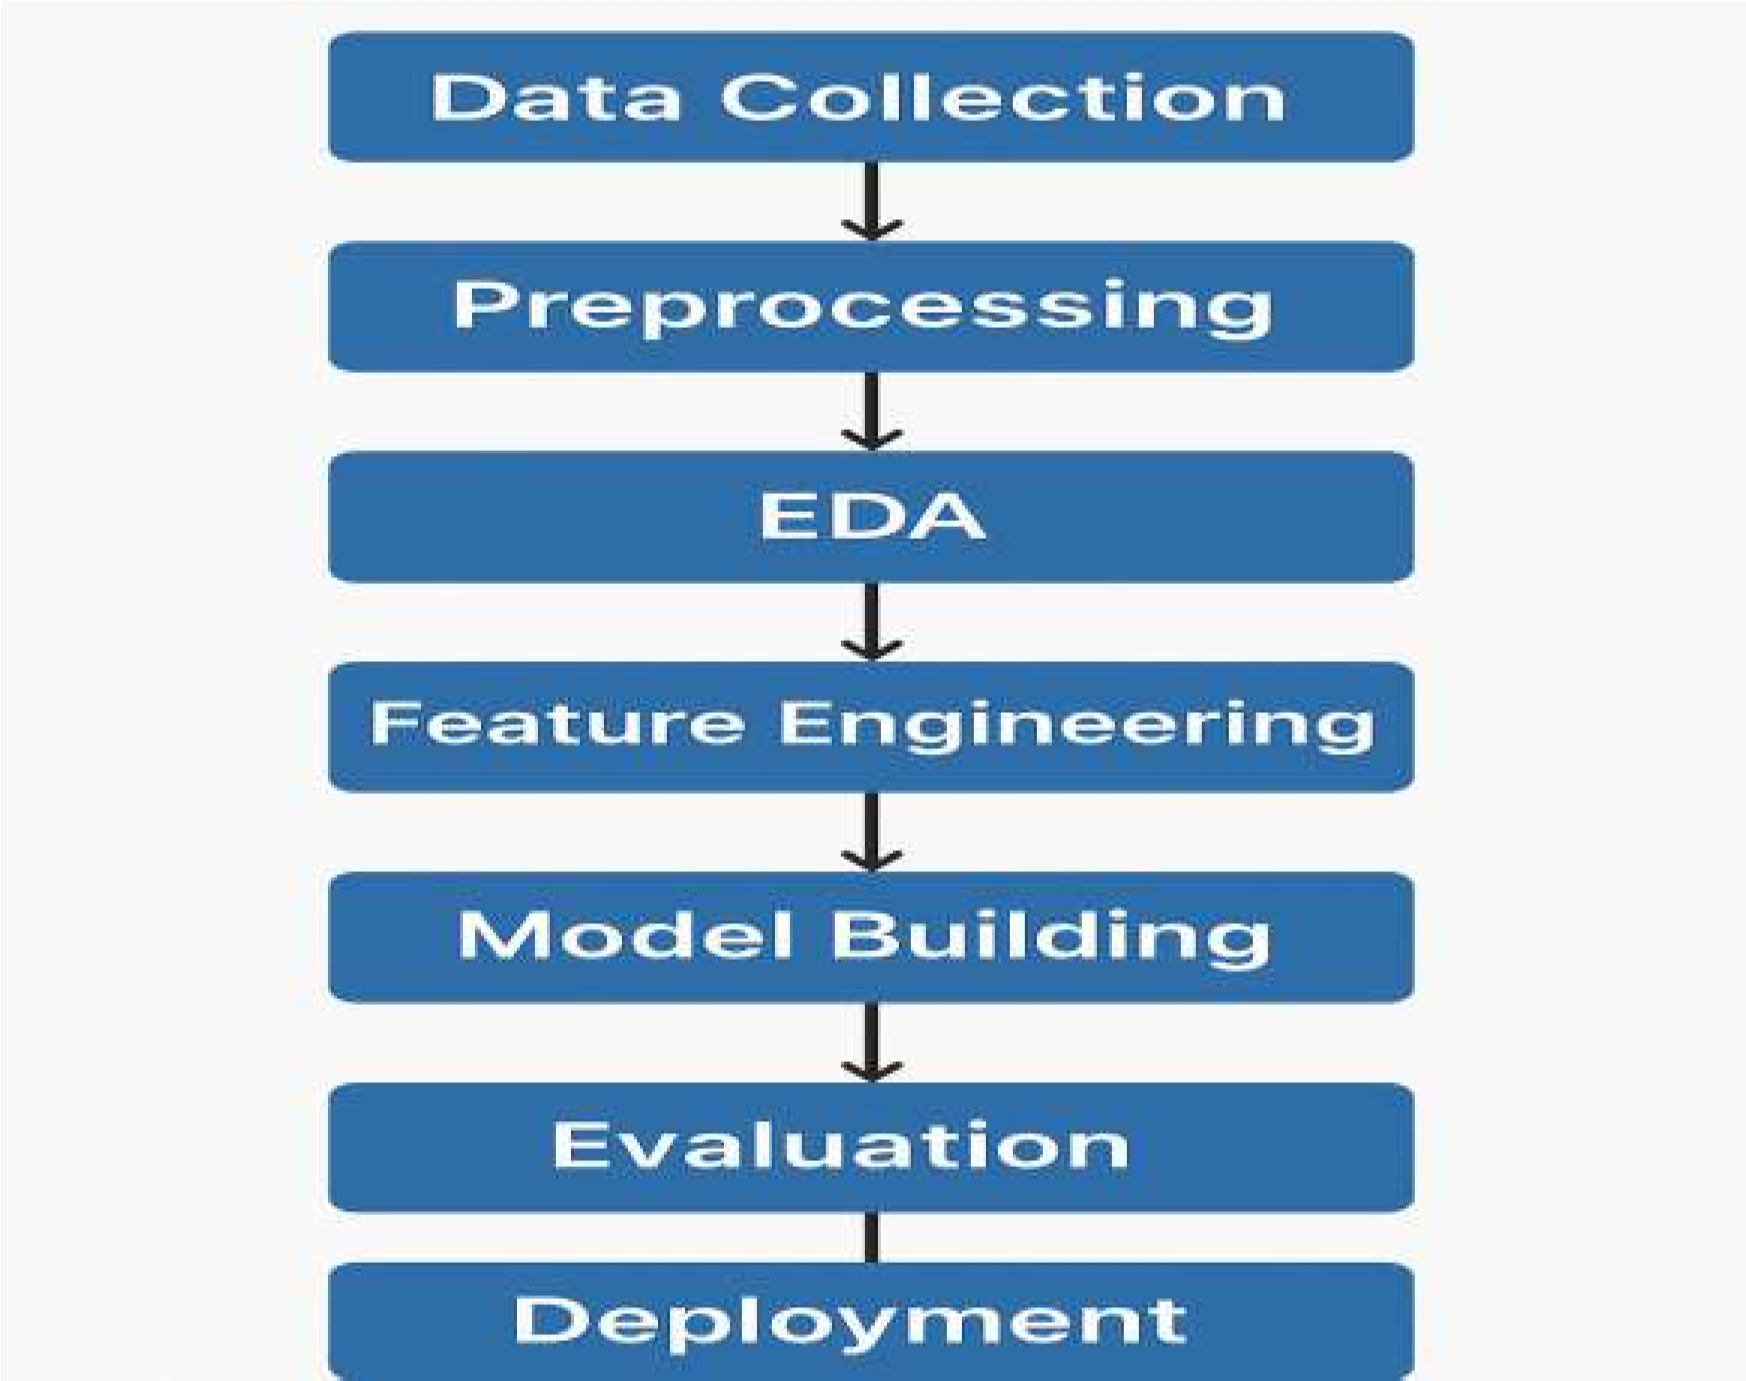 Data Collection
Preprocessing
EDA
Feature Engineering
Model Building
Evaluation
Deployment